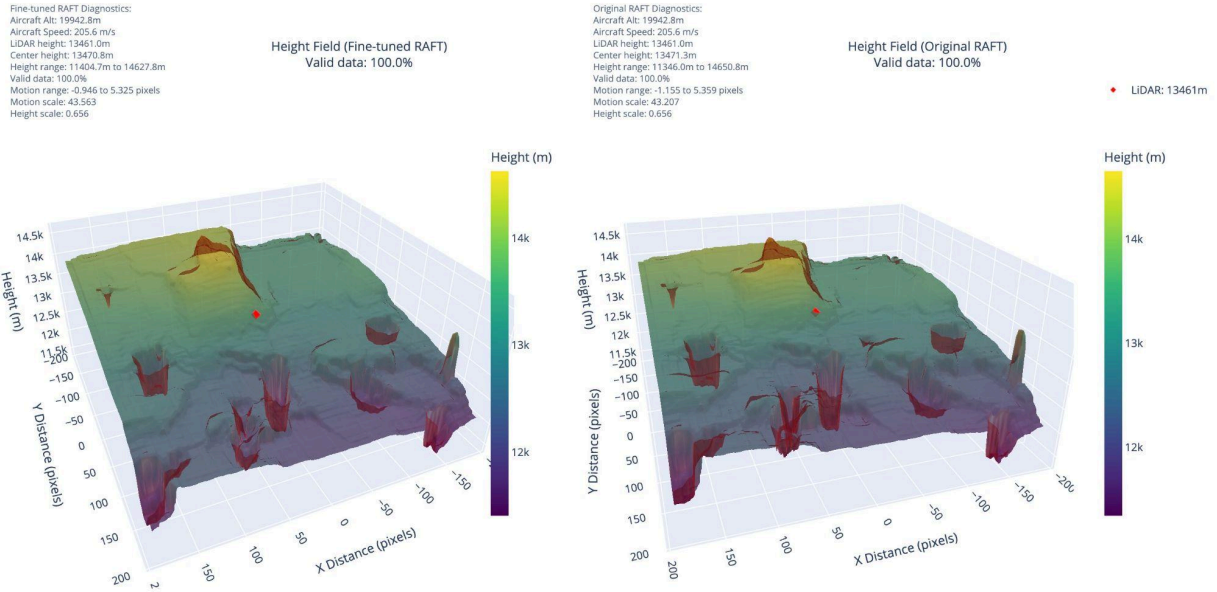 Fine-tuned RAFT Diagnostics:
Aircraft Alt: 19942.8m
Aircraft Speed: 205.6 m/s
LiDAR height: 13461.0m
Center height: 13470.8m
Height range: 11404.7m to 14627.8m
Valid data: 100.0%
Motion range: -0.946 to 5.325 pixels
Motion scale: 43.563
Height scale: 0.656
Height Field (Fine-tuned RAFT)
Valid data: 100.0%
Height (m)
14k
13k
12k
14.5k
14k
13.5k
13k
12.5k
12k
11.5k
Height (m)
−200
−150
−100
−50
0
50
100
150
200
Y Distance (pixels)
2
150
100
50
0
−50
−100
−150
X Distance (pixels)
Original RAFT Diagnostics:
Aircraft Alt: 19942.8m
Aircraft Speed: 205.6 m/s
LiDAR height: 13461.0m
Center height: 13471.3m
Height range: 11346.0m to 14650.8m
Valid data: 100.0%
Motion range: -1.155 to 5.359 pixels
Motion scale: 43.207
Height scale: 0.656
Height Field (Original RAFT)
Valid data: 100.0%
LiDAR: 13461m
Height (m)
14k
13k
12k
14.5k
14k
13.5k
13k
12.5k
12k
11.5k
Height (m)
−200
−150
−100
−50
0
50
100
150
200
Y Distance (pixels)
200
150
100
50
0
−50
−100
−150
−200
X Distance (pixels)